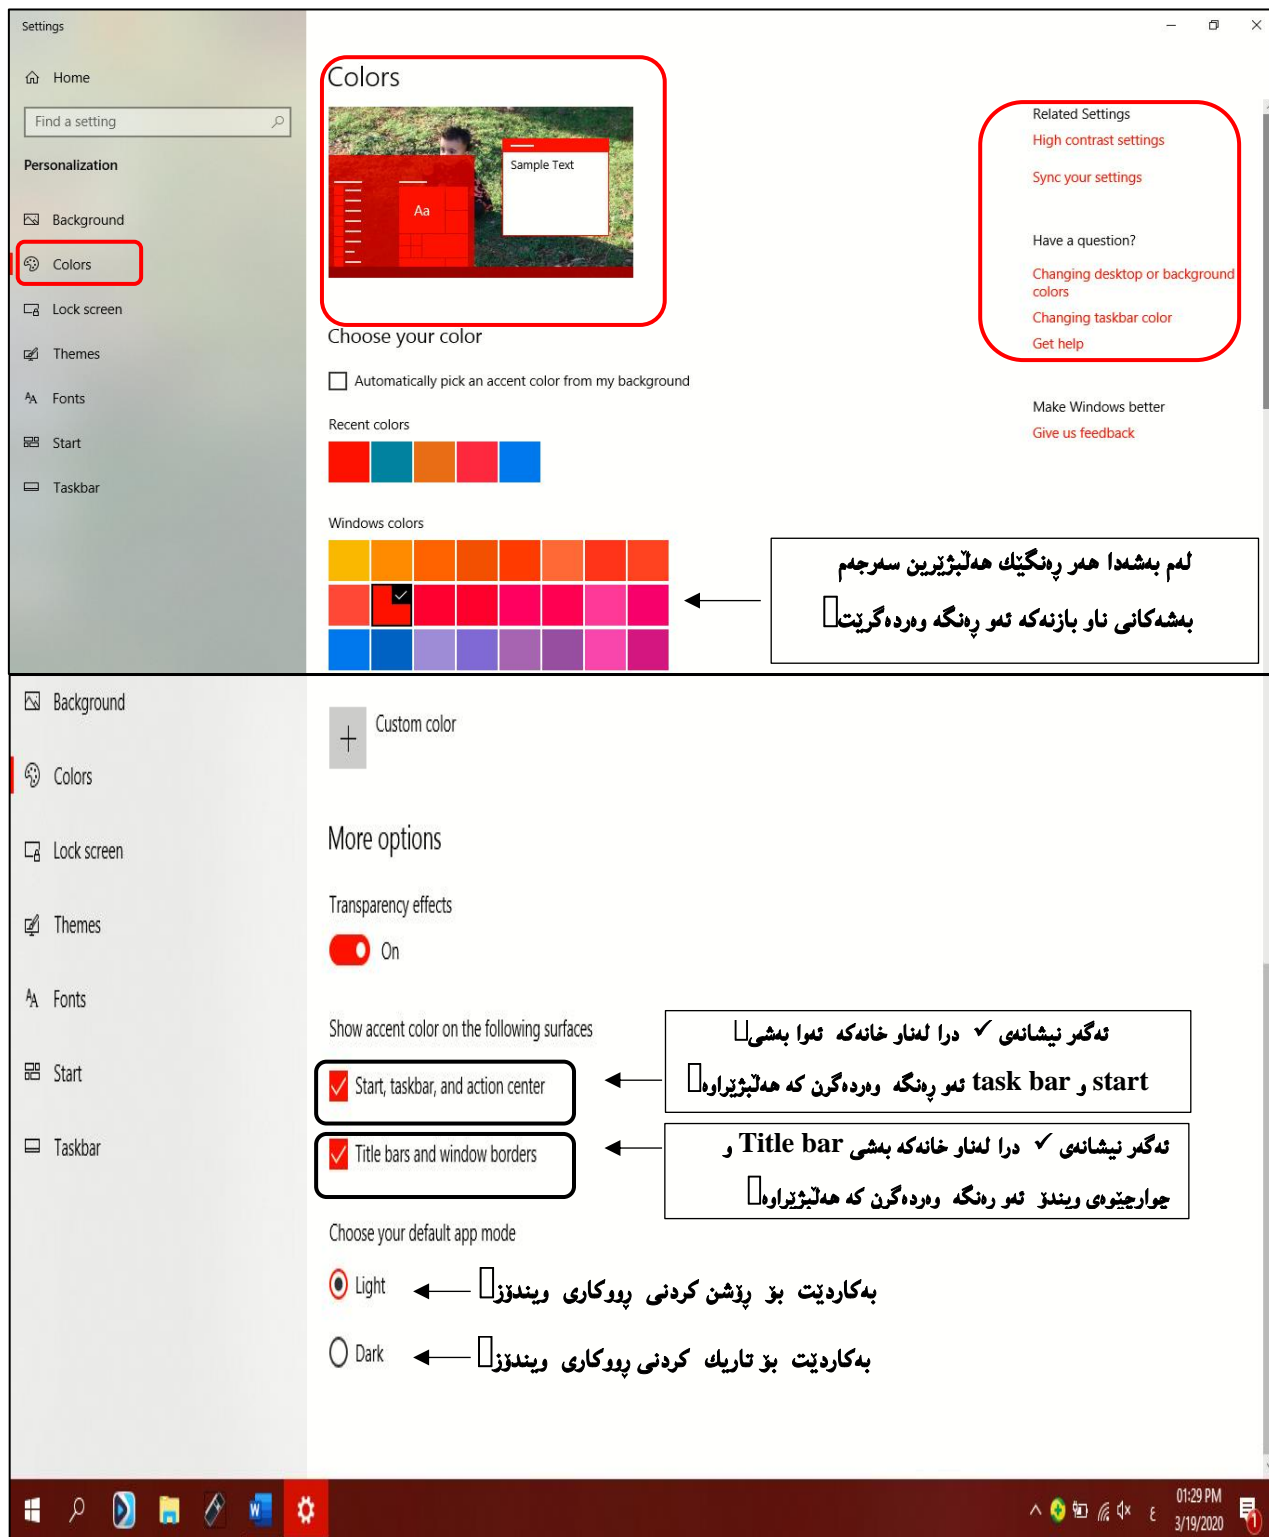 Settings
Home
Find a setting
Personalization
Background
Colors
Lock screen
Themes
Fonts
Start
Taskbar
Colors
Sample Text
Aa
Choose your color
Automatically pick an accent color from my background
Recent colors
Windows colors
Related Settings
High contrast settings
Sync your settings
Have a question?
Changing desktop or background
colors
Changing taskbar color
Get help
Make Windows better
Give us feedback
لەم بەشەدا هەر ڕەنگێك هەڵبژێرین سەرجەم
بەشەکانی ناو بازنەکە ئەو ڕەنگە وەردەگرێت
Background
Colors
Lock screen
Themes
Fonts
Start
Taskbar
Custom color
More options
Transparency effects
On
Show accent color on the following surfaces
Start, taskbar, and action center
Title bars and window borders
ئەگەر نیشانەی ✓ درا لەناو خانەکە ئەوا بەشی
start و task bar ئەو ڕەنگە وەردەگرن کە هەڵبژێراوە
ئەگەر نیشانەی ✓ درا لەناو خانەکە بەشی Title bar و
چوارچێوەی ویندۆ ئەو رەنگە وەردەگرن کە هەڵبژێراوە
Choose your default app mode
Light
بەکاردێت بۆ ڕۆشن کردنی ڕووکاری ویندۆز
Dark
بەکاردێت بۆ تاریك کردنی ڕووکاری ویندۆز
ع
01:29 PM
3/19/2020
1